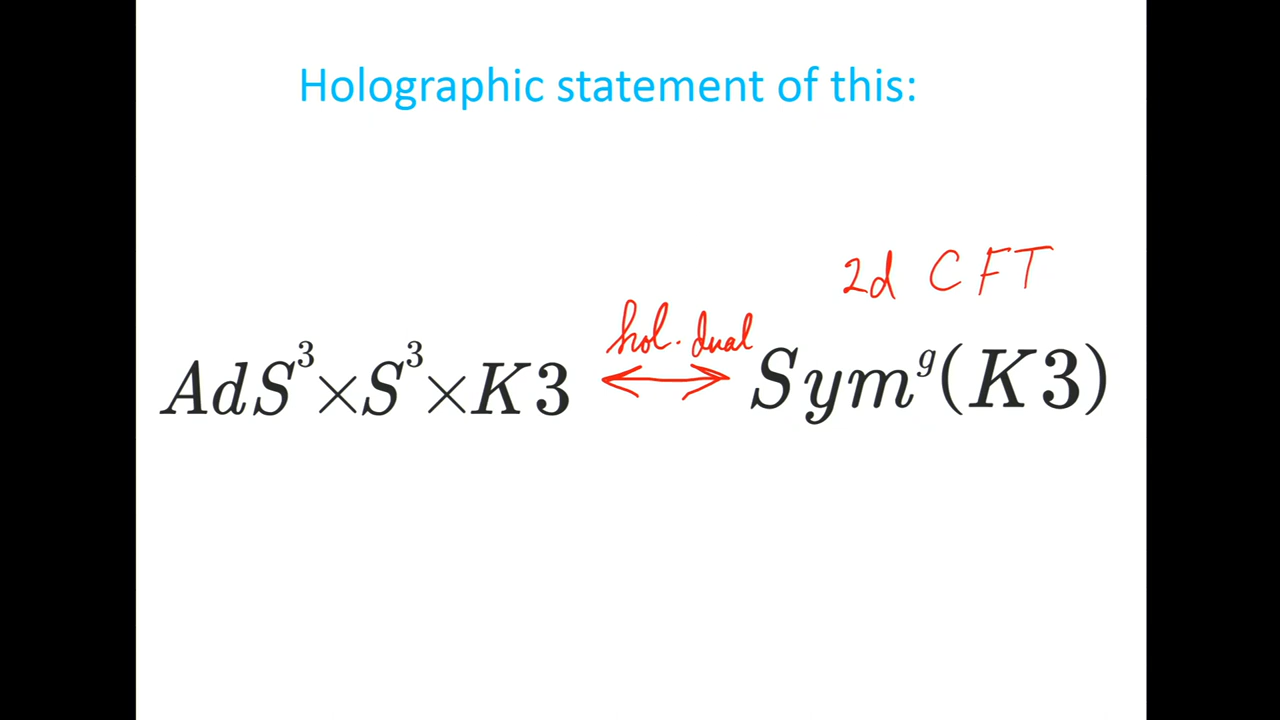 Holographic statement of this:
2d CFT
hol. dual
AdS³×S³×K3 ⟷ Symᵍ(K3)